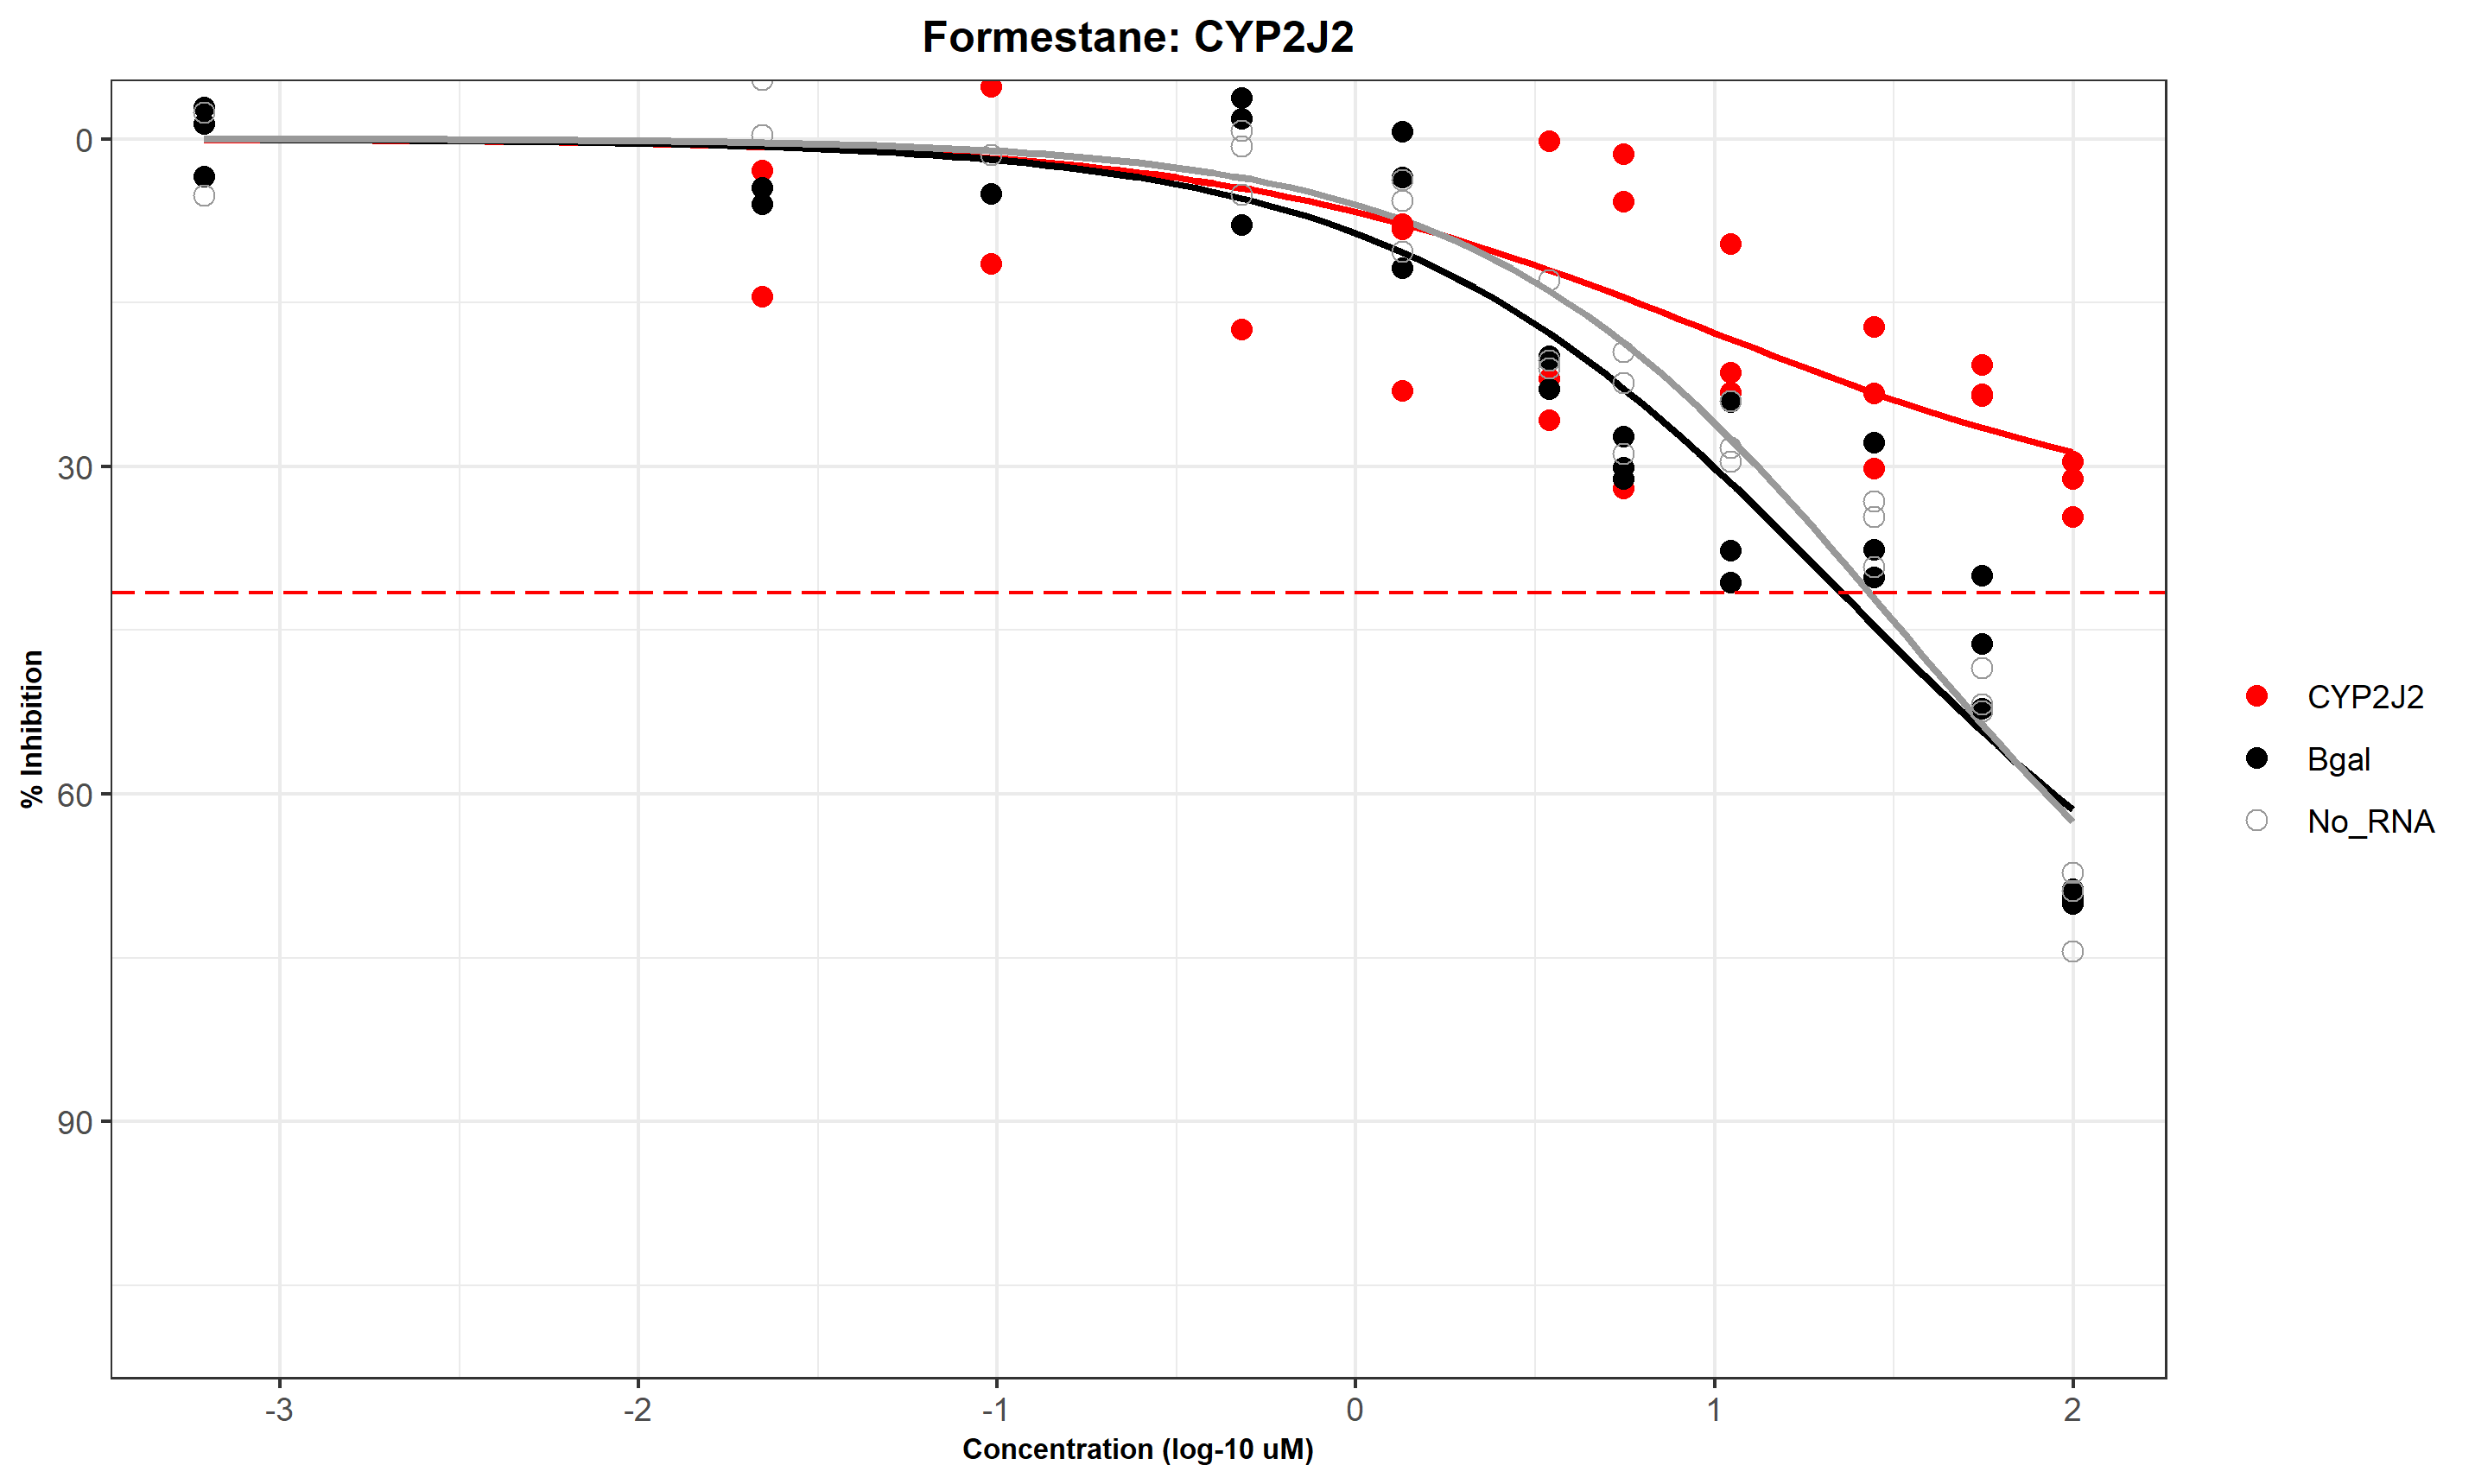 Formestane: CYP2J2
% Inhibition
0
30
60
90
-3
-2
-1
0
1
2
Concentration (log-10 uM)
CYP2J2
Bgal
No_RNA